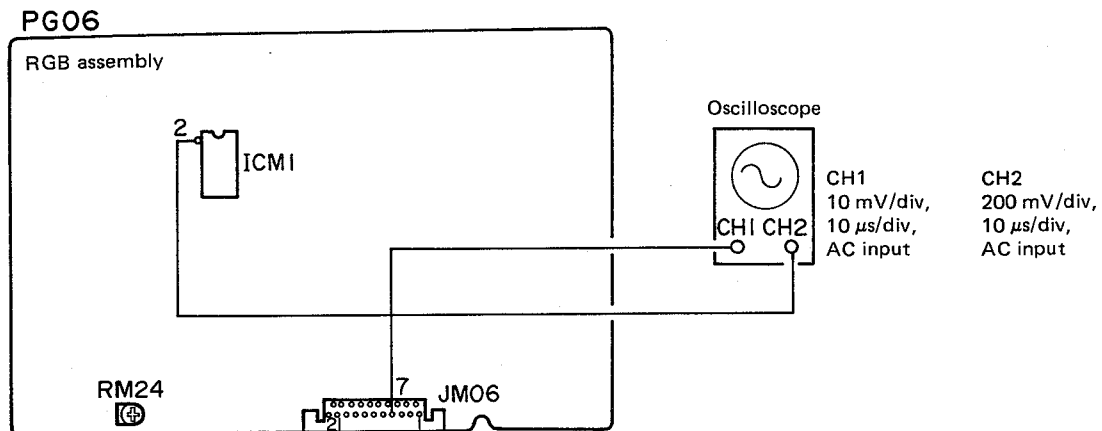 PG06
RGB assembly
2
ICM1
Oscilloscope
CH1 CH2
CH1
10 mV/div,
10 μs/div,
AC input
CH2
200 mV/div,
10 μs/div,
AC input
RM24
7
JM06
2
1